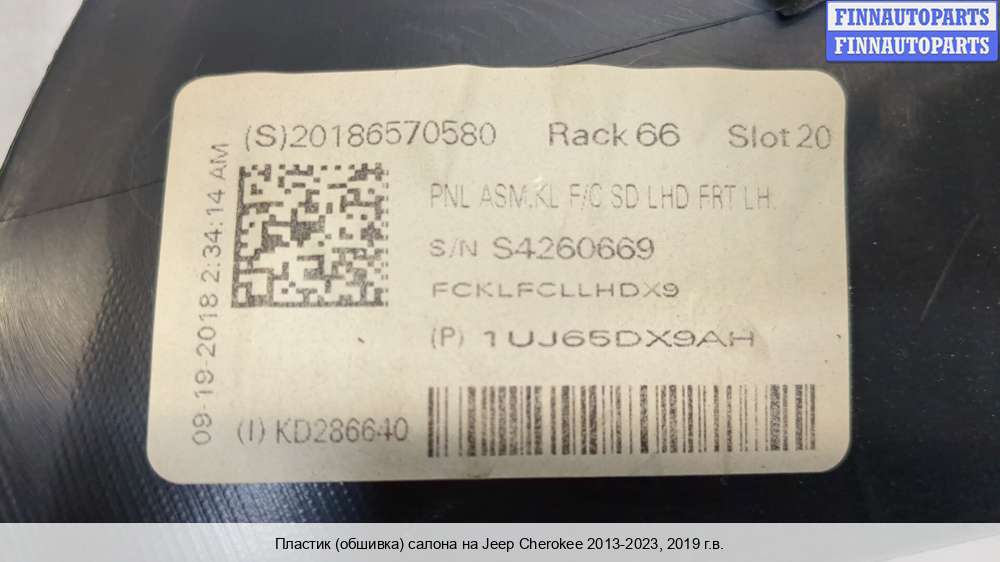 FINNAUTOPARTS
FINNAUTOPARTS
(S)20186570580 Rack 66 Slot 20
PNL ASM.KL F/C SD LHD FRT LH.
S/N S4260669
FCKLFCLLHDX9
(P) 1UJ65DX9AH
(I) KD286640
09-19-2018 2:34:14 AM
Пластик (обшивка) салона на Jeep Cherokee 2013-2023, 2019 г.в.